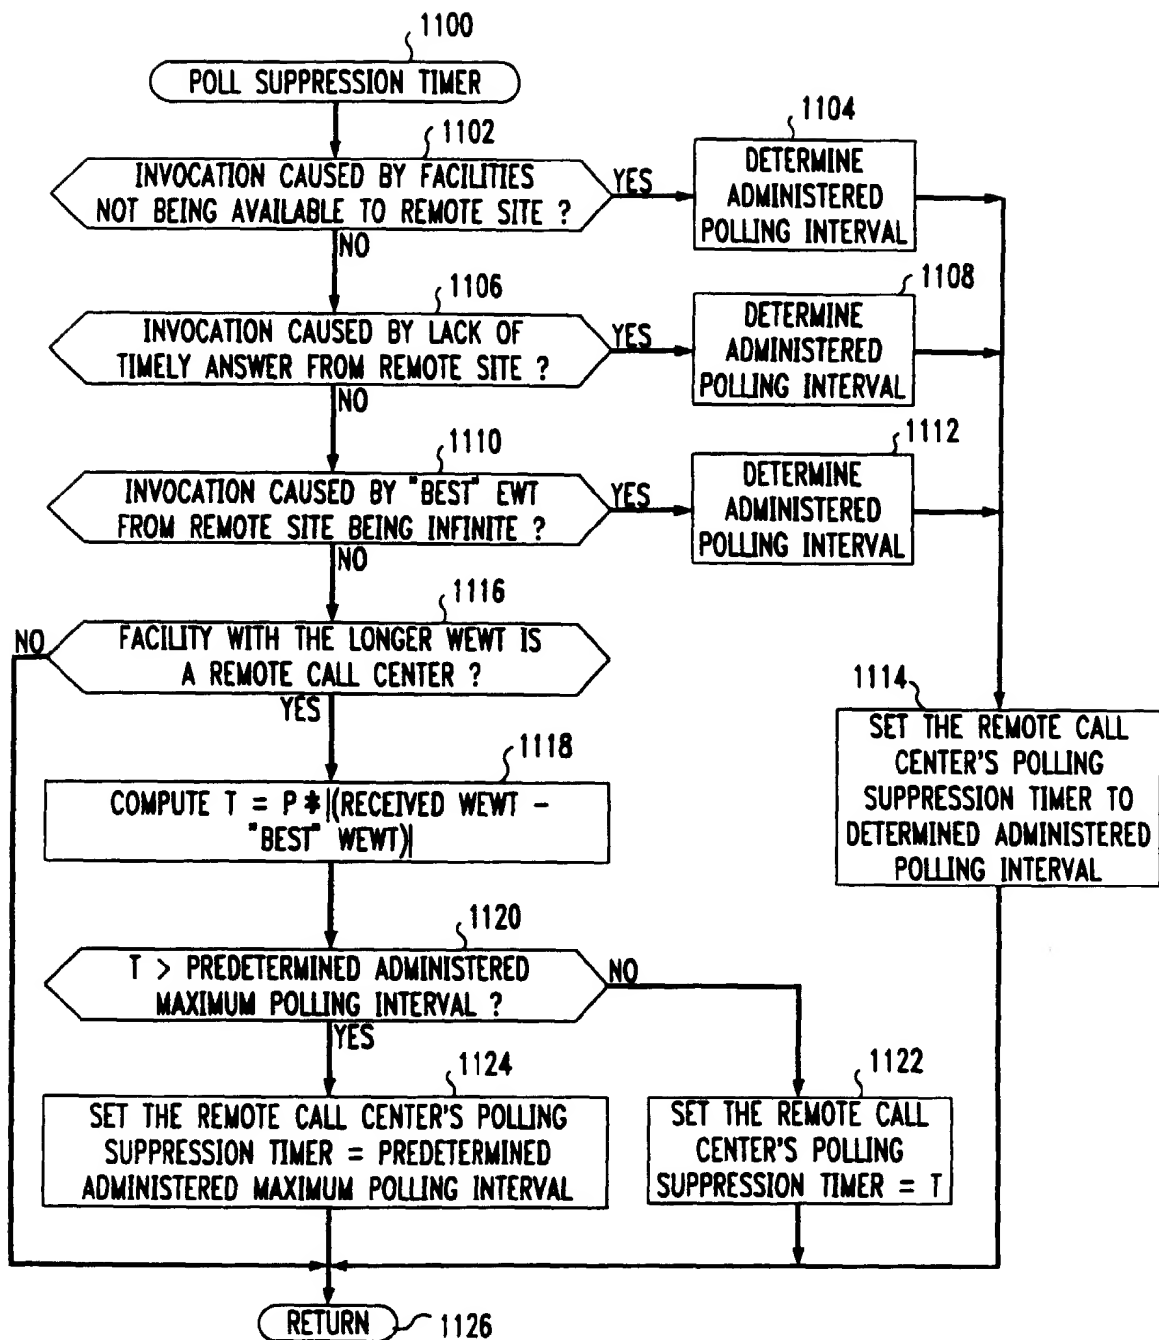 1100
POLL SUPPRESSION TIMER
1102
INVOCATION CAUSED BY FACILITIES
NOT BEING AVAILABLE TO REMOTE SITE ?
YES
NO
1104
DETERMINE
ADMINISTERED
POLLING INTERVAL
1106
INVOCATION CAUSED BY LACK OF
TIMELY ANSWER FROM REMOTE SITE ?
YES
NO
1108
DETERMINE
ADMINISTERED
POLLING INTERVAL
1110
INVOCATION CAUSED BY "BEST" EWT
FROM REMOTE SITE BEING INFINITE ?
YES
NO
1112
DETERMINE
ADMINISTERED
POLLING INTERVAL
1116
NO
FACILITY WITH THE LONGER WEWT IS
A REMOTE CALL CENTER ?
YES
1114
SET THE REMOTE CALL
CENTER'S POLLING
SUPPRESSION TIMER TO
DETERMINED ADMINISTERED
POLLING INTERVAL
1118
COMPUTE T = P * |(RECEIVED WEWT -
"BEST" WEWT)|
1120
T > PREDETERMINED ADMINISTERED
MAXIMUM POLLING INTERVAL ?
NO
YES
1124
SET THE REMOTE CALL CENTER'S POLLING
SUPPRESSION TIMER = PREDETERMINED
ADMINISTERED MAXIMUM POLLING INTERVAL
1122
SET THE REMOTE CALL
CENTER'S POLLING
SUPPRESSION TIMER = T
RETURN
1126